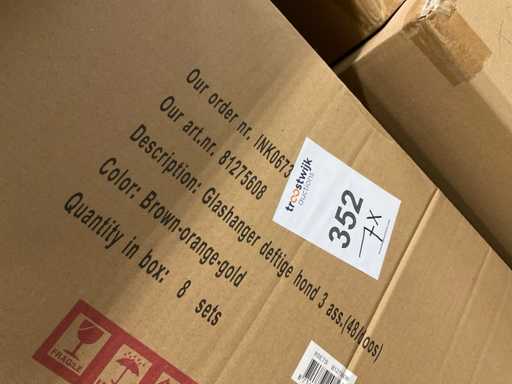 Our order nr. INK0673
Our art.nr. 81275608
Description: Glashanger deftige hond 3 ass.(48/
Color: Brown-orange-gold
Quantity in box: 8 sets
troostwijk
auctions
352
7x
FRAGILE